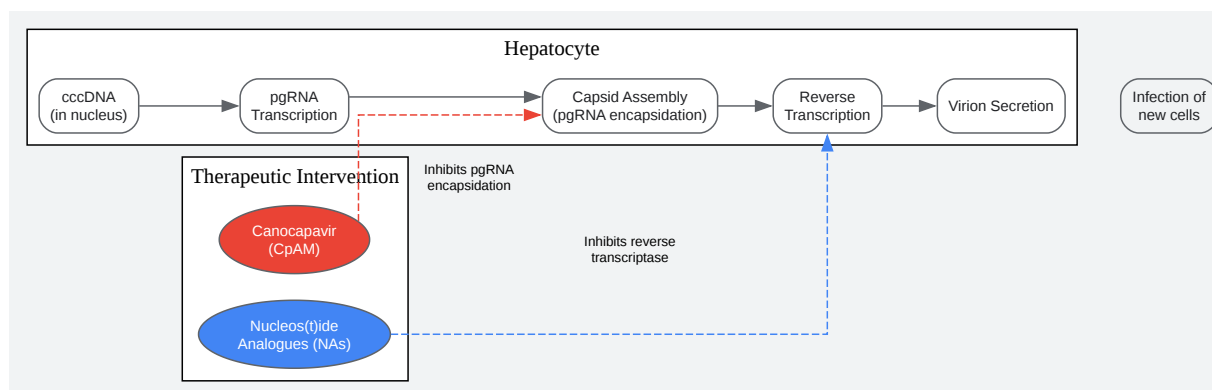 Hepatocyte
cccDNA
(in nucleus)
pgRNA
Transcription
Capsid Assembly
(pgRNA encapsidation)
Reverse
Transcription
Virion Secretion
Infection of
new cells
Therapeutic Intervention
Inhibits pgRNA
encapsidation
Canocapavir
(CpAM)
Inhibits reverse
transcriptase
Nucleos(t)ide
Analogues (NAs)